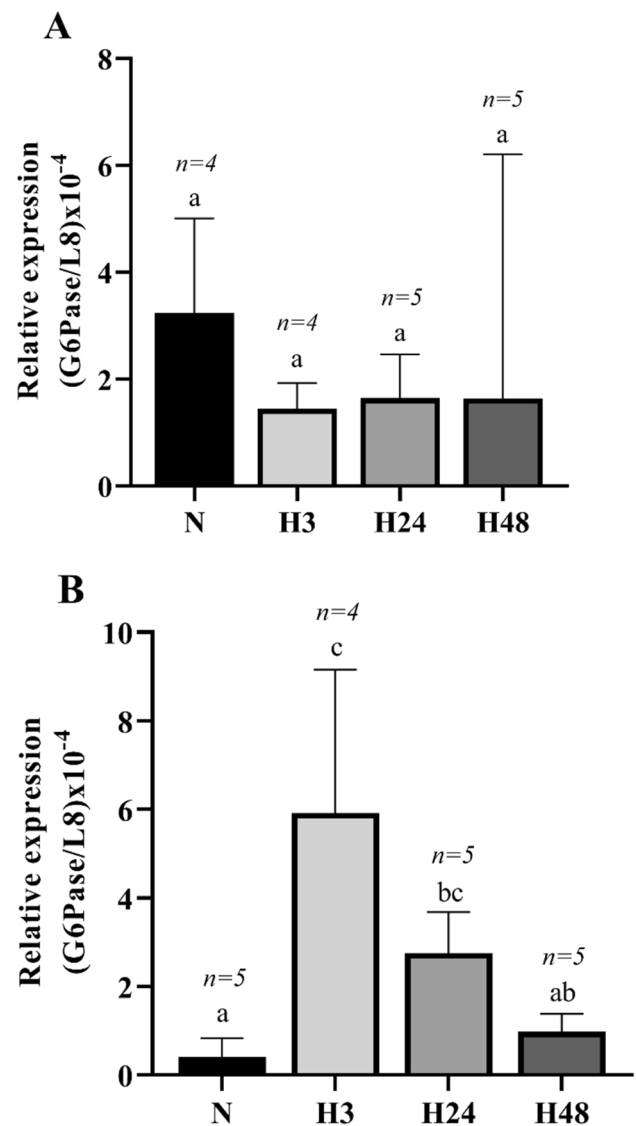 A
Relative expression
(G6Pase/L8)x10-4
8
6
4
2
0
n=4
a
n=4
a
n=5
a
n=5
a
N H3 H24 H48
B
Relative expression
(G6Pase/L8)x10-4
10
8
6
4
2
0
n=5
a
n=4
c
n=5
bc
n=5
ab
N H3 H24 H48